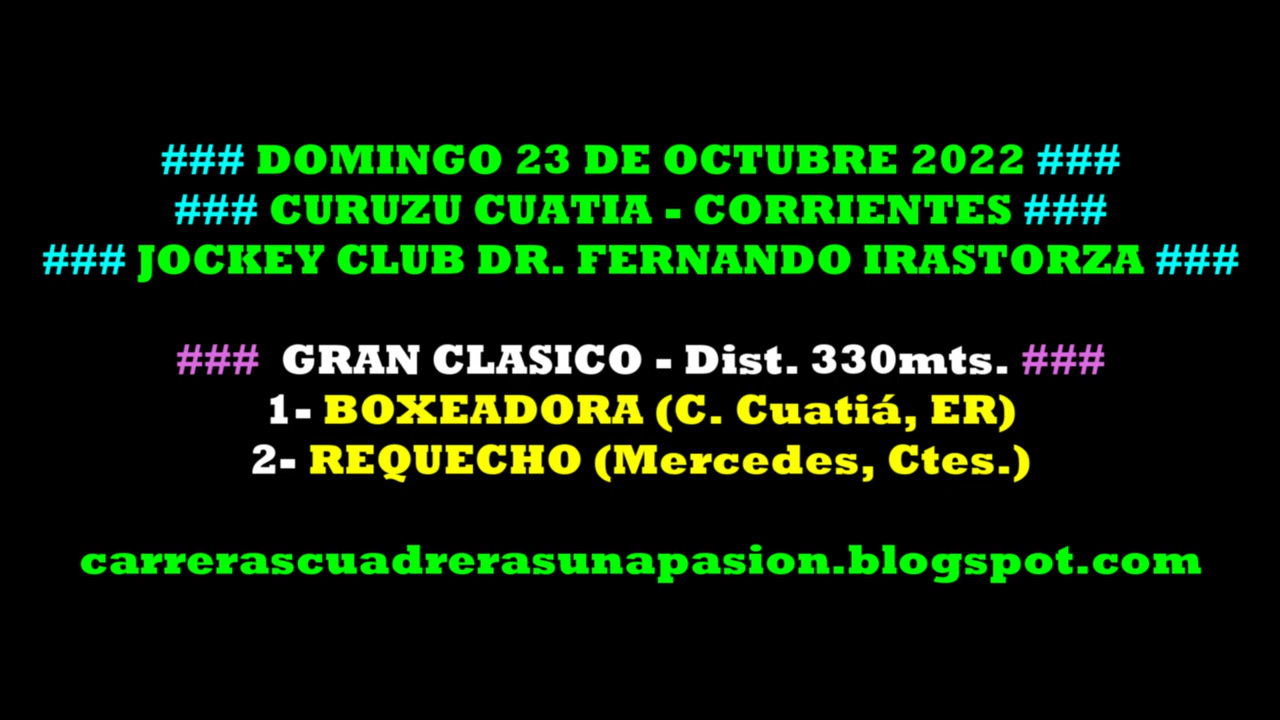 ### DOMINGO 23 DE OCTUBRE 2022 ###
### CURUZU CUATIA - CORRIENTES ###
### JOCKEY CLUB DR. FERNANDO IRASTORZA ###
### GRAN CLASICO - Dist. 330mts. ###
1- BOXEADORA (C. Cuatiá, ER)
2- REQUECHO (Mercedes, Ctes.)
carrerascuadrerasunapasion.blogspot.com